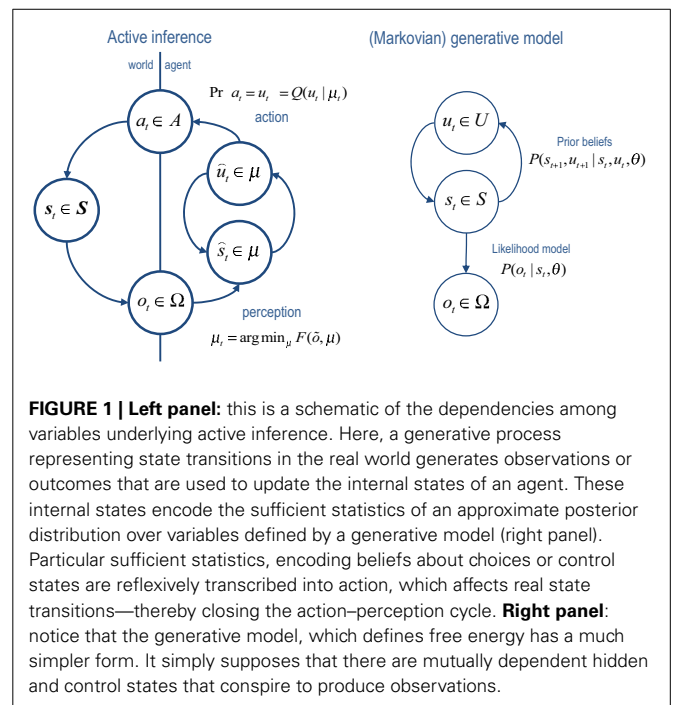 Active inference
(Markovian) generative model
world agent
Pr a_t = u_t = Q(u_t | μ_t)
action
a_t ∈ A
û_t ∈ μ
s_t ∈ S
ŝ_t ∈ μ
o_t ∈ Ω
perception
μ_t = arg min_μ F(õ, μ)
u_t ∈ U
Prior beliefs
P(s_{t+1}, u_{t+1} | s_t, u_t, θ)
s_t ∈ S
Likelihood model
P(o_t | s_t, θ)
o_t ∈ Ω
FIGURE 1 | Left panel: this is a schematic of the dependencies among
variables underlying active inference. Here, a generative process
representing state transitions in the real world generates observations or
outcomes that are used to update the internal states of an agent. These
internal states encode the sufficient statistics of an approximate posterior
distribution over variables defined by a generative model (right panel).
Particular sufficient statistics, encoding beliefs about choices or control
states are reflexively transcribed into action, which affects real state
transitions—thereby closing the action–perception cycle. Right panel:
notice that the generative model, which defines free energy has a much
simpler form. It simply supposes that there are mutually dependent hidden
and control states that conspire to produce observations.